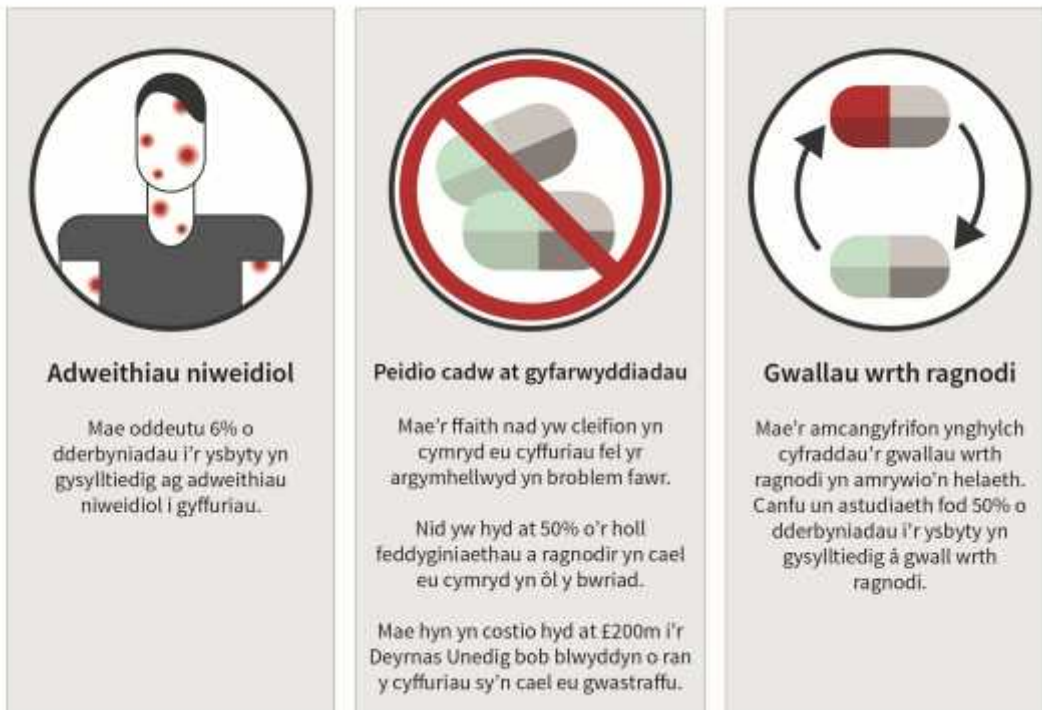 Adweithiau niweidiol
Mae oddeutu 6% o
dderbyniadau i'r ysbyty yn
gysylltiedig ag adweithiau
niweidiol i gyffuriau.
Peidio cadw at gyfarwyddiadau
Mae'r ffaith nad yw cleifion yn
cymryd eu cyffuriau fel yr
argymhellwyd yn broblem fawr.
Nid yw hyd at 50% o'r holl
feddyginiaethau a ragnodir yn cael
eu cymryd yn ôl y bwriad.
Mae hyn yn costio hyd at £200m i'r
Deyrnas Unedig bob blwyddyn o ran
y cyffuriau sy'n cael eu gwastraffu.
Gwallau wrth ragnodi
Mae'r amcangyfrifon ynghylch
cyfraddau'r gwallau wrth
ragnodi yn amrywio'n helaeth.
Canfu un astudiaeth fod 50% o
dderbyniadau i'r ysbyty yn
gysylltiedig â gwall wrth
ragnodi.